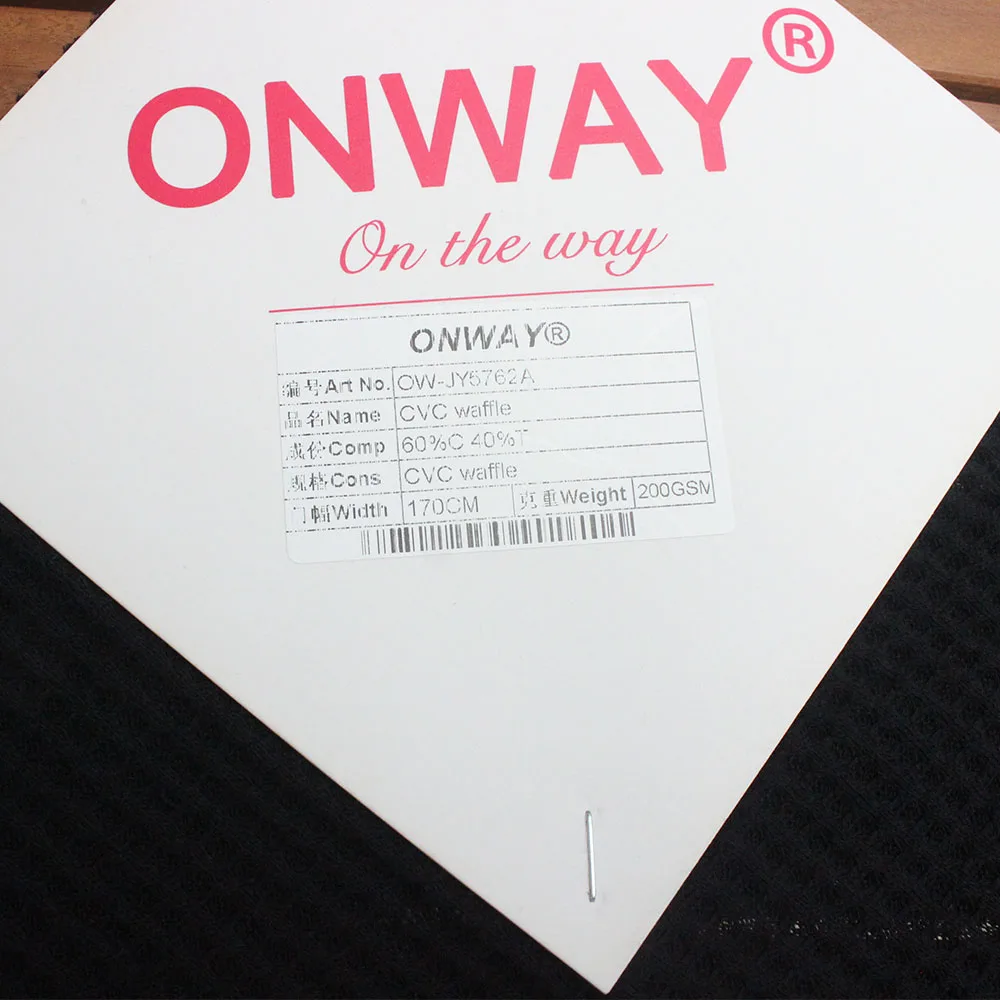 ONWAY®
On the way
ONWAY®
编号Art No. OW-JY5762A
品名Name CVC waffle
成份Comp 60%C 40%T
规格Cons CVC waffle
门幅Width 170CM 克重Weight 200GSM